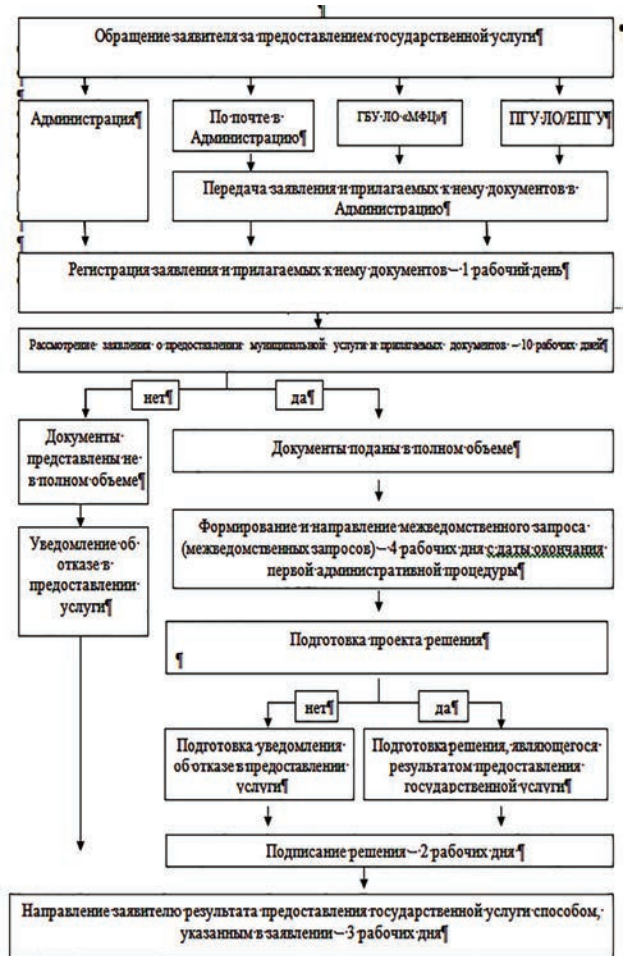 Обращение заявителя за предоставлением государственной услуги¶
Администрация¶
По почте в
Администрацию¶
ГБУ ЛО «МФЦ»¶
ПГУ ЛО/ЕПГУ¶
Передача заявления и прилагаемых к нему документов в
Администрацию¶
Регистрация заявления и прилагаемых к нему документов – 1 рабочий день¶
Рассмотрение заявления о предоставлении муниципальной услуги и прилагаемых документов – 10 рабочих дней¶
нет¶
да¶
Документы
представлены не
в полном объеме¶
Документы поданы в полном объеме¶
Уведомление об
отказе в
предоставлении
услуги¶
Формирование и направление межведомственного запроса
(межведомственных запросов) – 4 рабочих дня с даты окончания
первой административной процедуры¶
Подготовка проекта решения¶
¶
нет¶
да¶
Подготовка уведомления
об отказе в предоставлении
услуги¶
Подготовка решения, являющегося
результатом предоставления
государственной услуги¶
Подписание решения – 2 рабочих дня¶
Направление заявителю результата предоставления государственной услуги способом,
указанным в заявлении – 3 рабочих дня¶